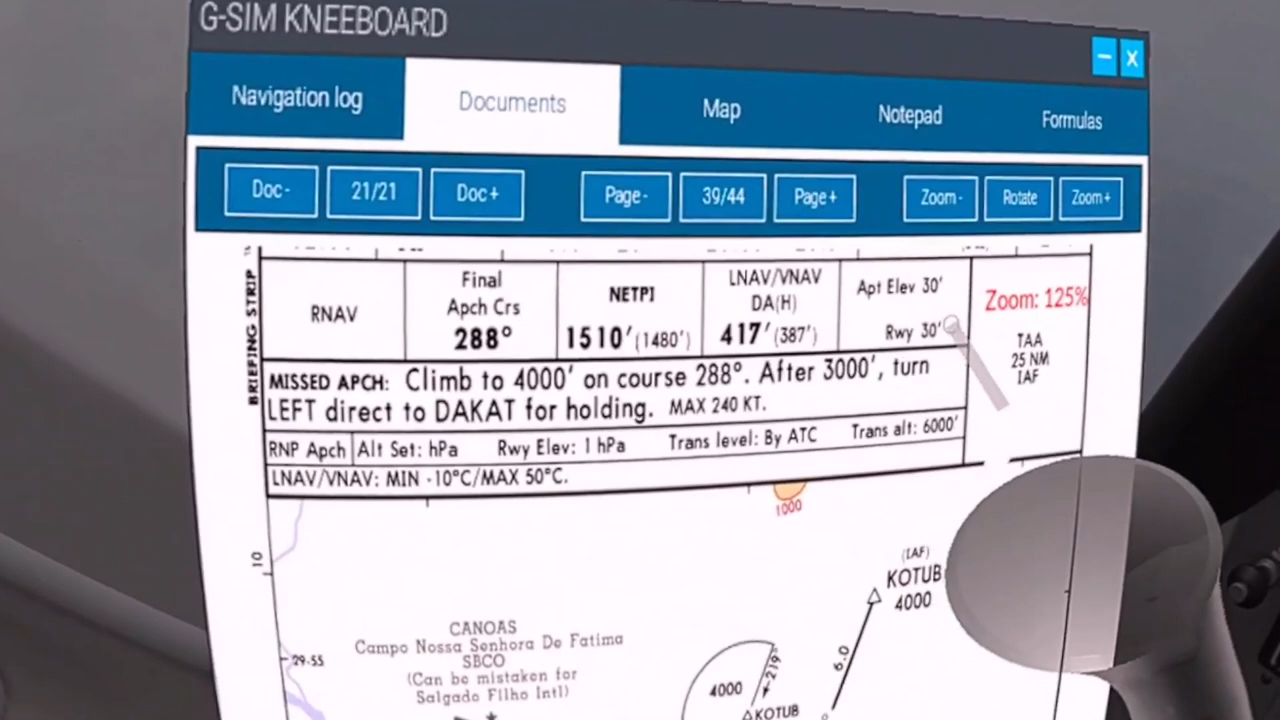 G-SIM KNEEBOARD
Navigation log
Documents
Map
Notepad
Formulas
Doc-
21/21
Doc+
Page-
39/44
Page+
Zoom-
Rotate
Zoom+
BRIEFING STRIP
RNAV
Final
Apch Crs
288°
NETPI
1510' (1480')
LNAV/VNAV
DA(H)
417' (387')
Apt Elev 30'
Rwy 30'
Zoom: 125%
TAA
25 NM
IAF
MISSED APCH: Climb to 4000' on course 288°. After 3000', turn
LEFT direct to DAKAT for holding. MAX 240 KT.
RNP Apch
Alt Set: hPa
Rwy Elev: 1 hPa
Trans level: By ATC
Trans alt: 6000'
LNAV/VNAV: MIN -10°C/MAX 50°C.
1000
10
(IAF)
KOTUB
4000
CANOAS
Campo Nossa Senhora De Fatima
SBCO
(Can be mistaken for
Salgado Filho Intl)
29-55
4000
219°
6.0
KOTUB